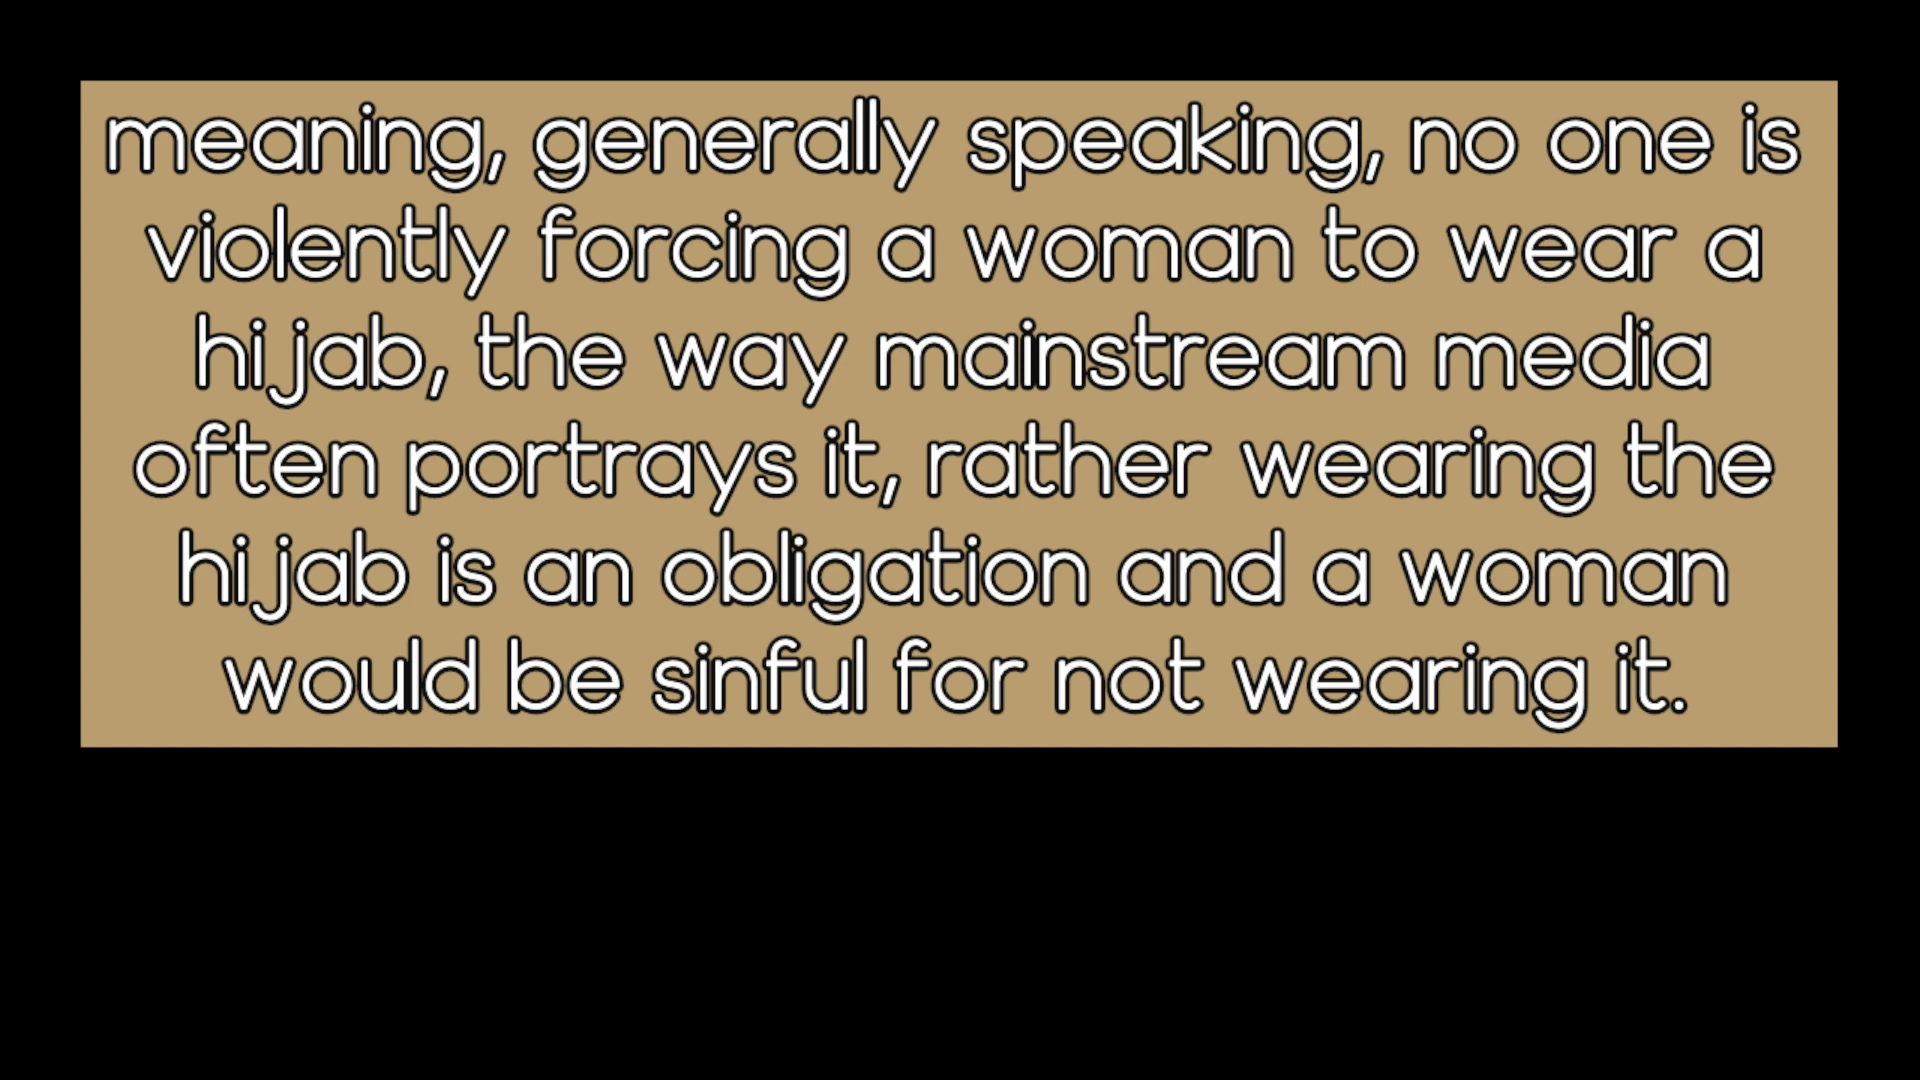 meaning, generally speaking, no one is
violently forcing a woman to wear a
hijab, the way mainstream media
often portrays it, rather wearing the
hijab is an obligation and a woman
would be sinful for not wearing it.